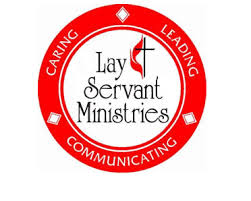 CARING
LEADING
COMMUNICATING
Lay
Servant
Ministries